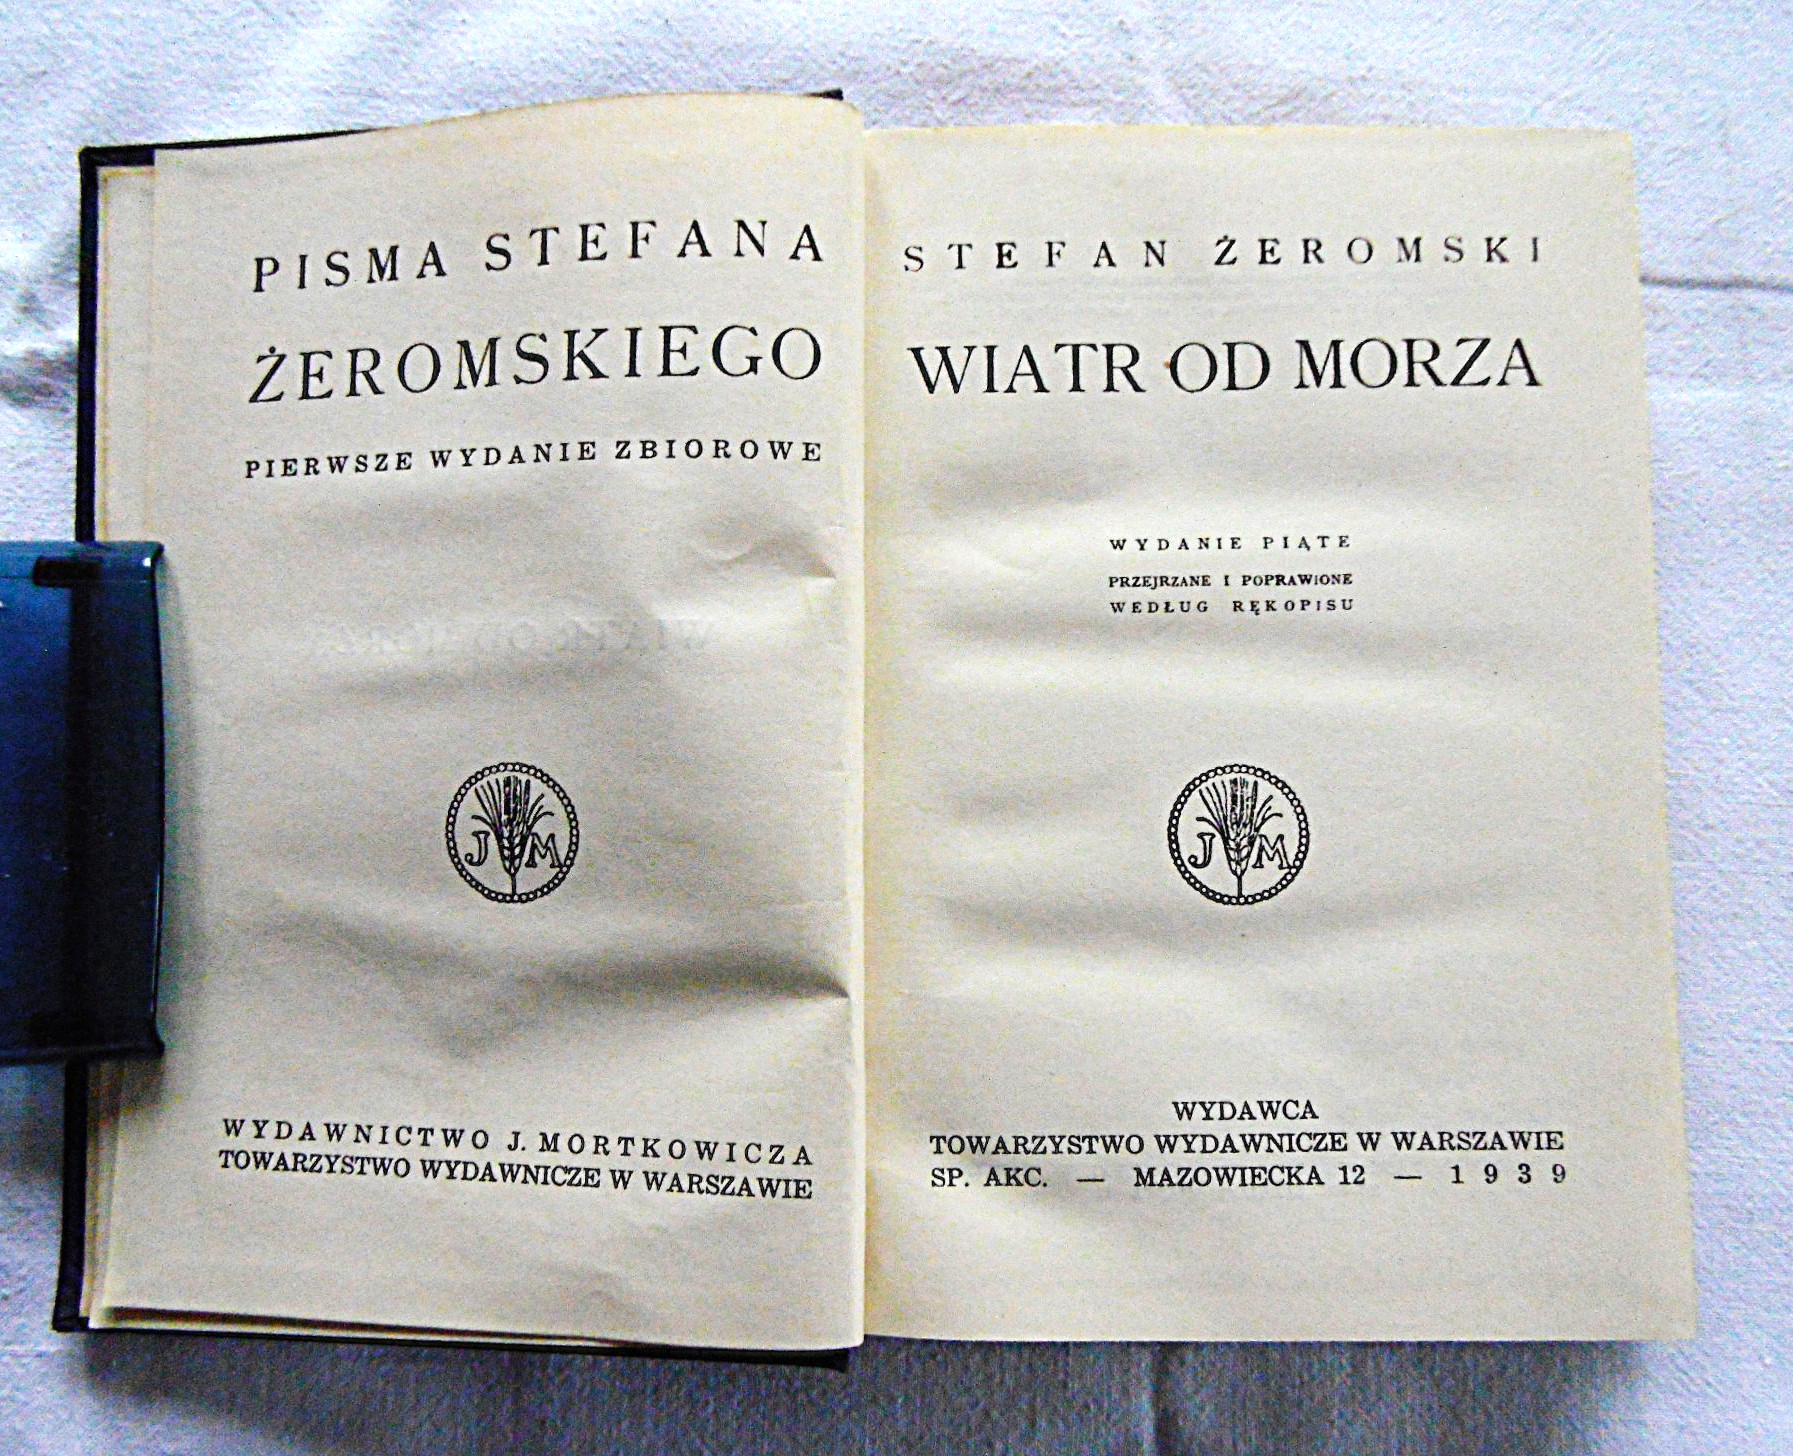 PISMA STEFANA
ŻEROMSKIEGO
PIERWSZE WYDANIE ZBIOROWE
J M
WYDAWNICTWO J. MORTKOWICZA
TOWARZYSTWO WYDAWNICZE W WARSZAWIE
STEFAN ŻEROMSKI
WIATR OD MORZA
WYDANIE PIĄTE
PRZEJRZANE I POPRAWIONE
WEDŁUG RĘKOPISU
J M
WYDAWCA
TOWARZYSTWO WYDAWNICZE W WARSZAWIE
SP. AKC. — MAZOWIECKA 12 — 1939